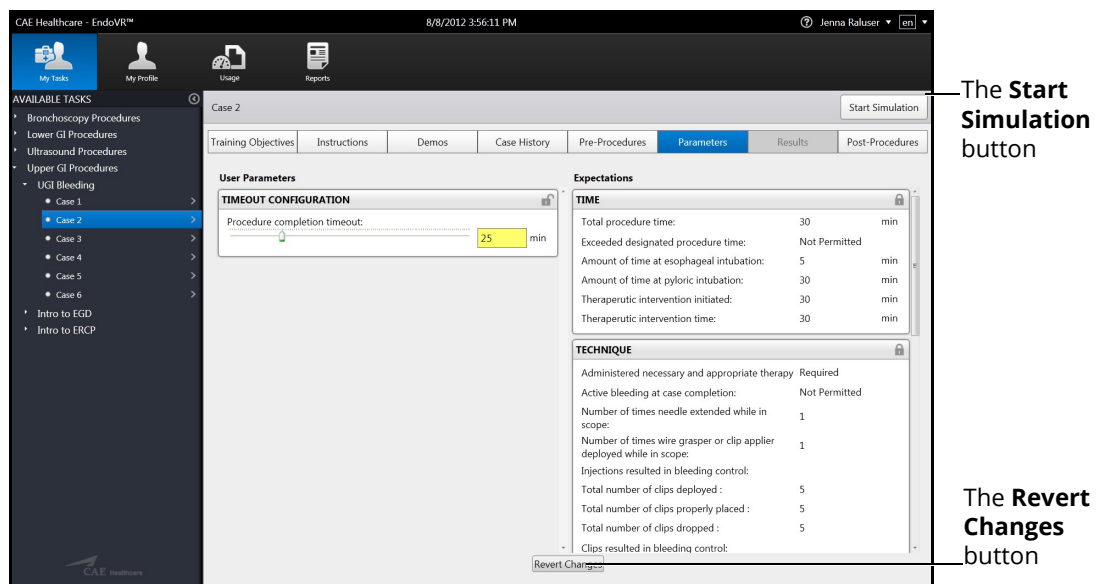 CAE Healthcare - EndoVR™ 8/8/2012 3:56:11 PM Jenna Raluser en
My Tasks My Profile Usage Reports
AVAILABLE TASKS
Bronchoscopy Procedures
Lower GI Procedures
Ultrasound Procedures
Upper GI Procedures
UGI Bleeding
Case 1
Case 2
Case 3
Case 4
Case 5
Case 6
Intro to EGD
Intro to ERCP
CAE Healthcare
Case 2 Start Simulation
Training Objectives Instructions Demos Case History Pre-Procedures Parameters Results Post-Procedures
User Parameters
TIMEOUT CONFIGURATION
Procedure completion timeout:
25 min
Expectations
TIME
Total procedure time: 30 min
Exceeded designated procedure time: Not Permitted
Amount of time at esophageal intubation: 5 min
Amount of time at pyloric intubation: 30 min
Theraperutic intervention initiated: 30 min
Theraperutic intervention time: 30 min
TECHNIQUE
Administered necessary and appropriate therapy Required
Active bleeding at case completion: Not Permitted
Number of times needle extended while in
scope: 1
Number of times wire grasper or clip applier
deployed while in scope: 1
Injections resulted in bleeding control:
Total number of clips deployed : 5
Total number of clips properly placed : 5
Total number of clips dropped : 5
Clips resulted in bleeding control:
Revert Changes
The Start
Simulation
button
The Revert
Changes
button